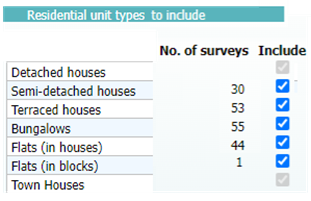 Residential unit types to include
No. of surveys Include
Detached houses
Semi-detached houses 30
Terraced houses 53
Bungalows 55
Flats (in houses) 44
Flats (in blocks) 1
Town Houses